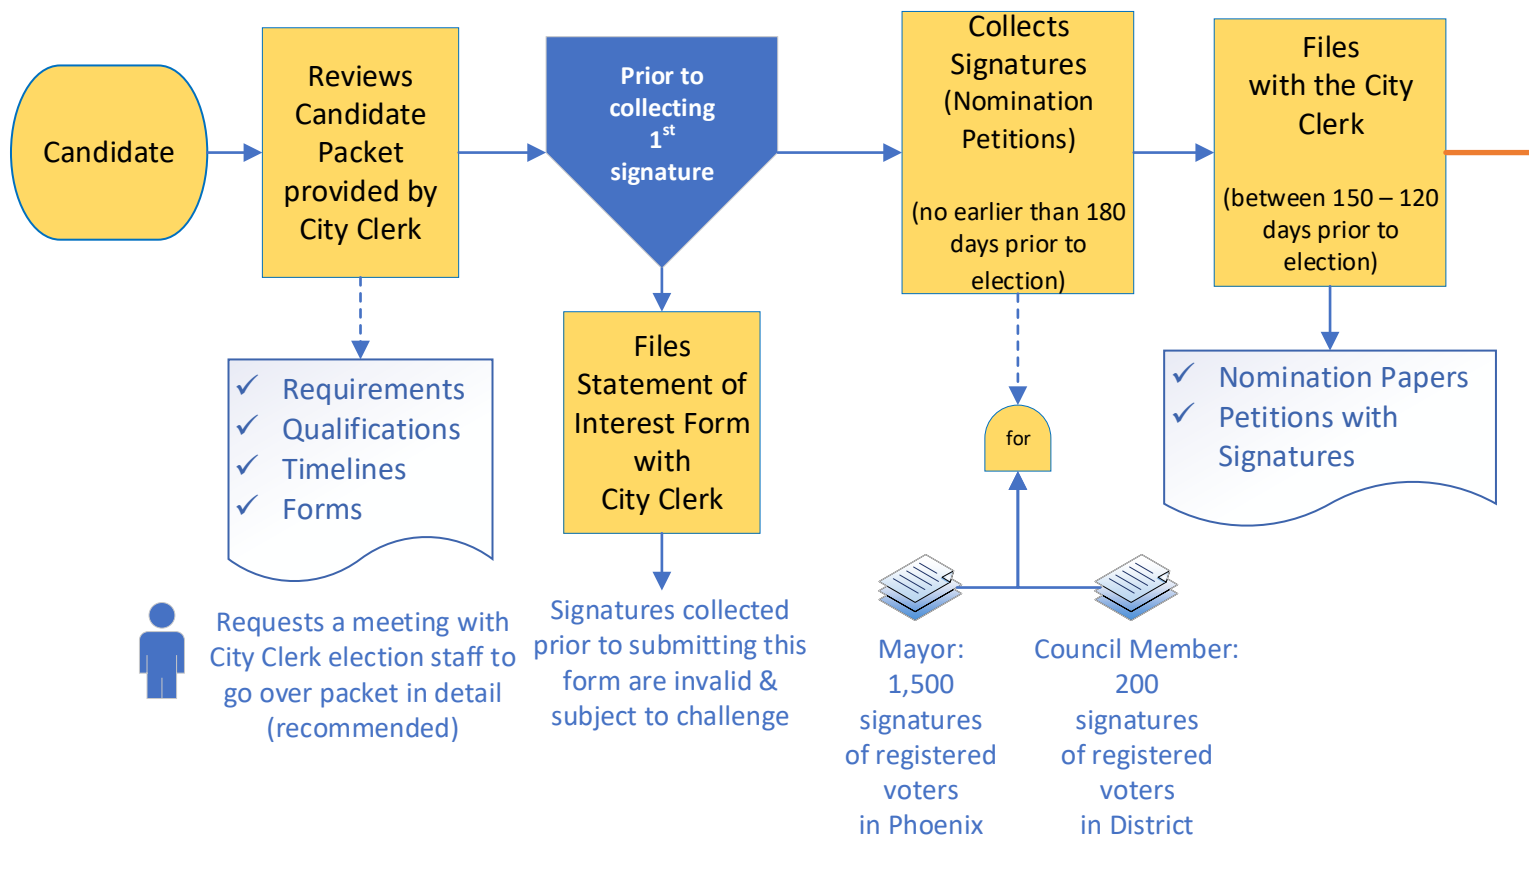 Candidate
Reviews
Candidate
Packet
provided by
City Clerk
Prior to
collecting
1st
signature
Collects
Signatures
(Nomination
Petitions)
(no earlier than 180
days prior to
election)
Files
with the City
Clerk
(between 150 – 120
days prior to
election)
✓ Requirements
✓ Qualifications
✓ Timelines
✓ Forms
Files
Statement of
Interest Form
with
City Clerk
for
✓ Nomination Papers
✓ Petitions with
Signatures
Requests a meeting with
City Clerk election staff to
go over packet in detail
(recommended)
Signatures collected
prior to submitting this
form are invalid &
subject to challenge
Mayor:
1,500
signatures
of registered
voters
in Phoenix
Council Member:
200
signatures
of registered
voters
in District